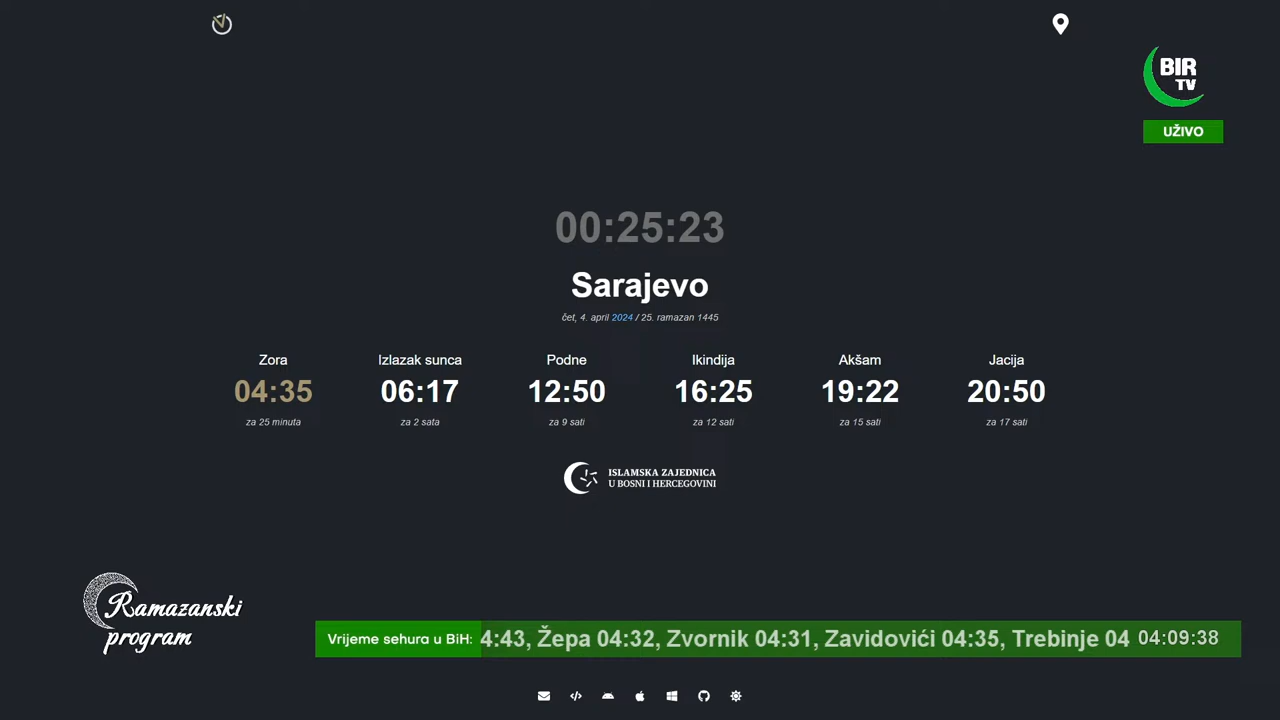 BIR
TV
UŽIVO
00:25:23
Sarajevo
čet, 4. april 2024 / 25. ramazan 1445
Zora Izlazak sunca Podne Ikindija Akšam Jacija
04:35 06:17 12:50 16:25 19:22 20:50
za 25 minuta za 2 sata za 9 sati za 12 sati za 15 sati za 17 sati
ISLAMSKA ZAJEDNICA
U BOSNI I HERCEGOVINI
Ramazanski
program
Vrijeme sehura u BiH: 4:43, Žepa 04:32, Zvornik 04:31, Zavidovići 04:35, Trebinje 04 04:09:38